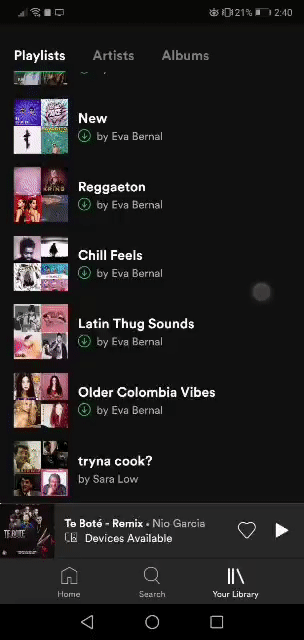 21% 2:40
Playlists Artists Albums
New
by Eva Bernal
Reggaeton
by Eva Bernal
Chill Feels
by Eva Bernal
Latin Thug Sounds
by Eva Bernal
Older Colombia Vibes
by Eva Bernal
tryna cook?
by Sara Low
Te Boté - Remix • Nio Garcia
Devices Available
Home Search Your Library